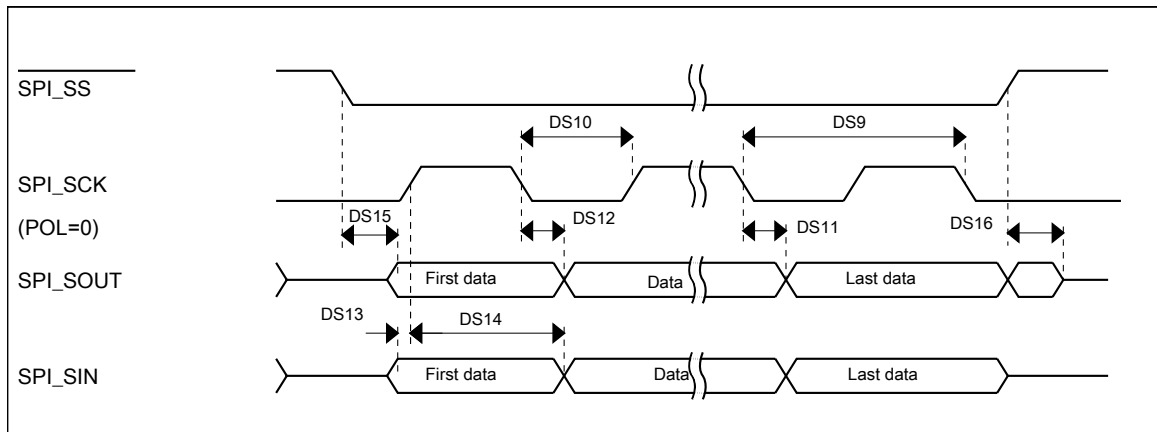 SPI_SS
DS10
DS9
SPI_SCK
(POL=0)
DS15
DS12
DS11
DS16
SPI_SOUT
First data
Data
Last data
DS13
DS14
SPI_SIN
First data
Data
Last data